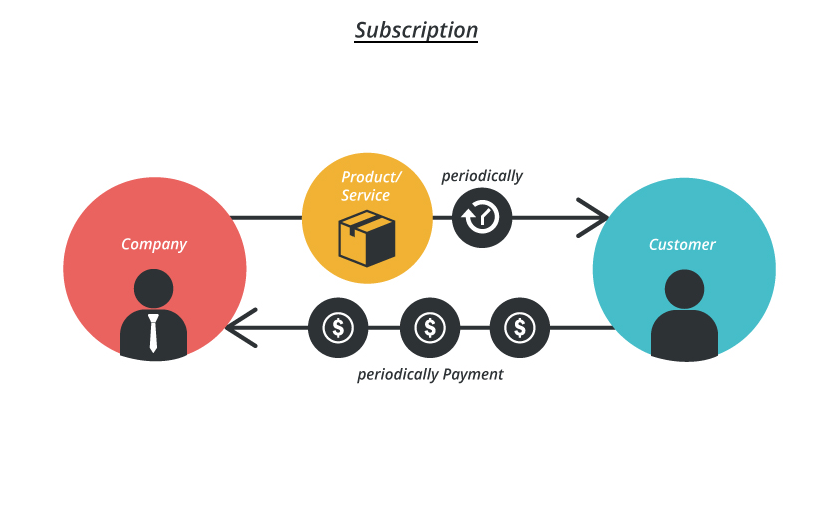 Subscription
Product/
Service
periodically
Company
Customer
$
$
$
periodically Payment